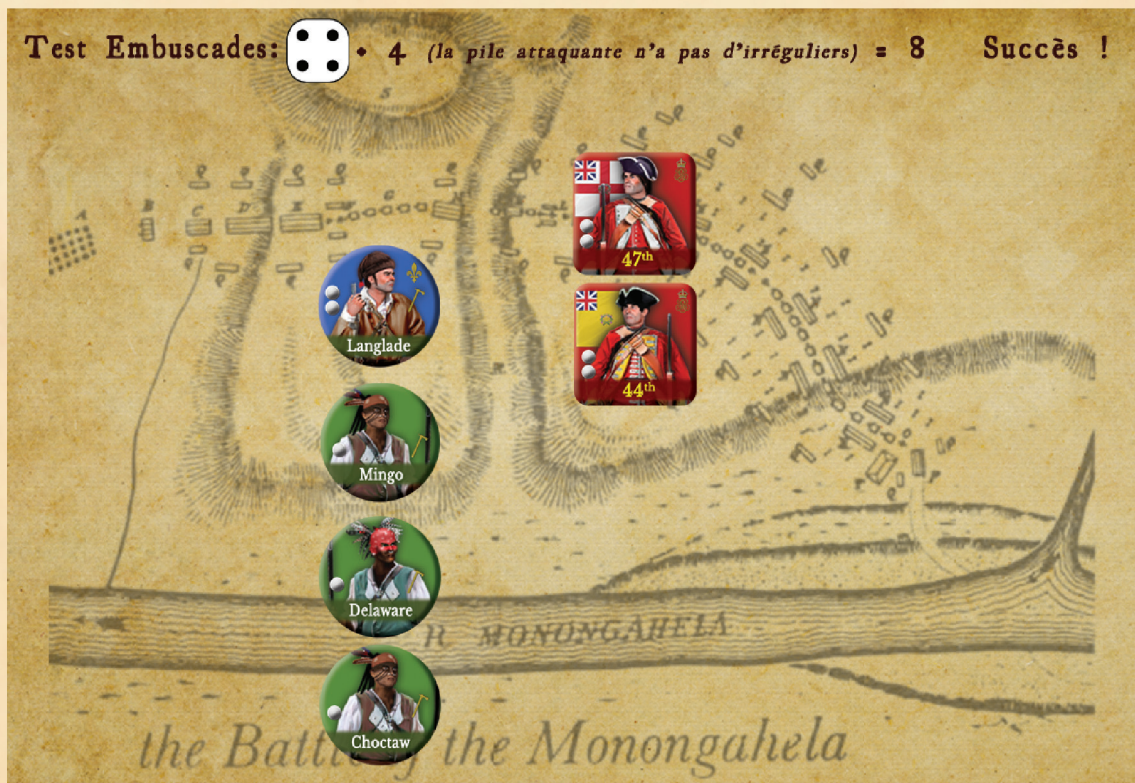 Test Embuscades: + 4 (la pile attaquante n'a pas d'irréguliers) = 8 Succès !
S
A
B C D E F G H
47th
44th
Langlade
Mingo
Delaware
R MONONGAHELA
Choctaw
the Battle of the Monongahela